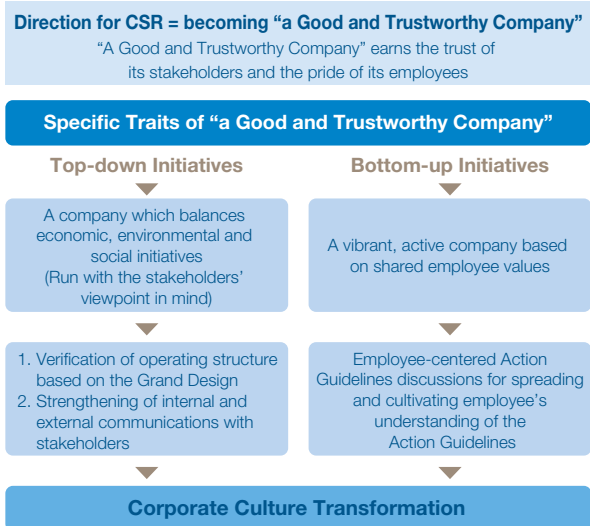 Direction for CSR = becoming “a Good and Trustworthy Company”
“A Good and Trustworthy Company” earns the trust of
its stakeholders and the pride of its employees
Specific Traits of “a Good and Trustworthy Company”
Top-down Initiatives
A company which balances
economic, environmental and
social initiatives
(Run with the stakeholders’
viewpoint in mind)
1. Verification of operating structure
based on the Grand Design
2. Strengthening of internal and
external communications with
stakeholders
Bottom-up Initiatives
A vibrant, active company based
on shared employee values
Employee-centered Action
Guidelines discussions for spreading
and cultivating employee’s
understanding of the
Action Guidelines
Corporate Culture Transformation